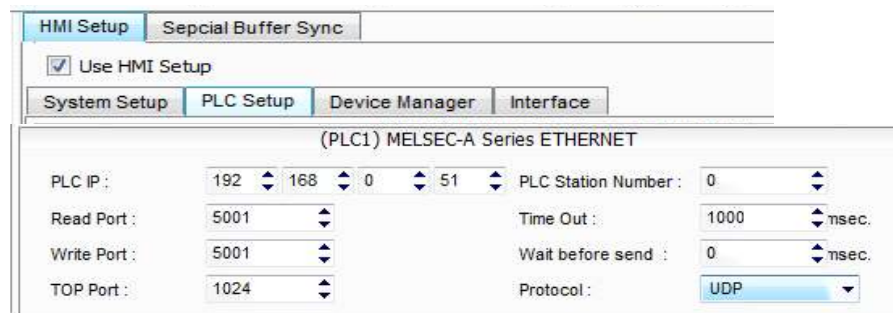 HMI Setup Sepcial Buffer Sync
Use HMI Setup
System Setup PLC Setup Device Manager Interface
(PLC1) MELSEC-A Series ETHERNET
PLC IP : 192 168 0 51 PLC Station Number : 0
Read Port : 5001 Time Out : 1000 msec.
Write Port : 5001 Wait before send : 0 msec.
TOP Port : 1024 Protocol : UDP